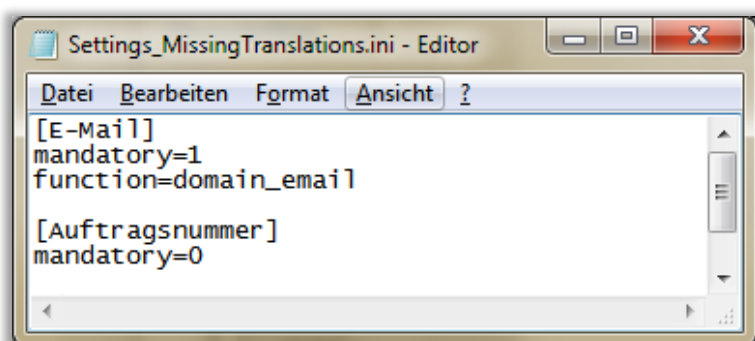 Settings_MissingTranslations.ini - Editor
Datei Bearbeiten Format Ansicht ?
[E-Mail]
mandatory=1
function=domain_email
[Auftragsnummer]
mandatory=0